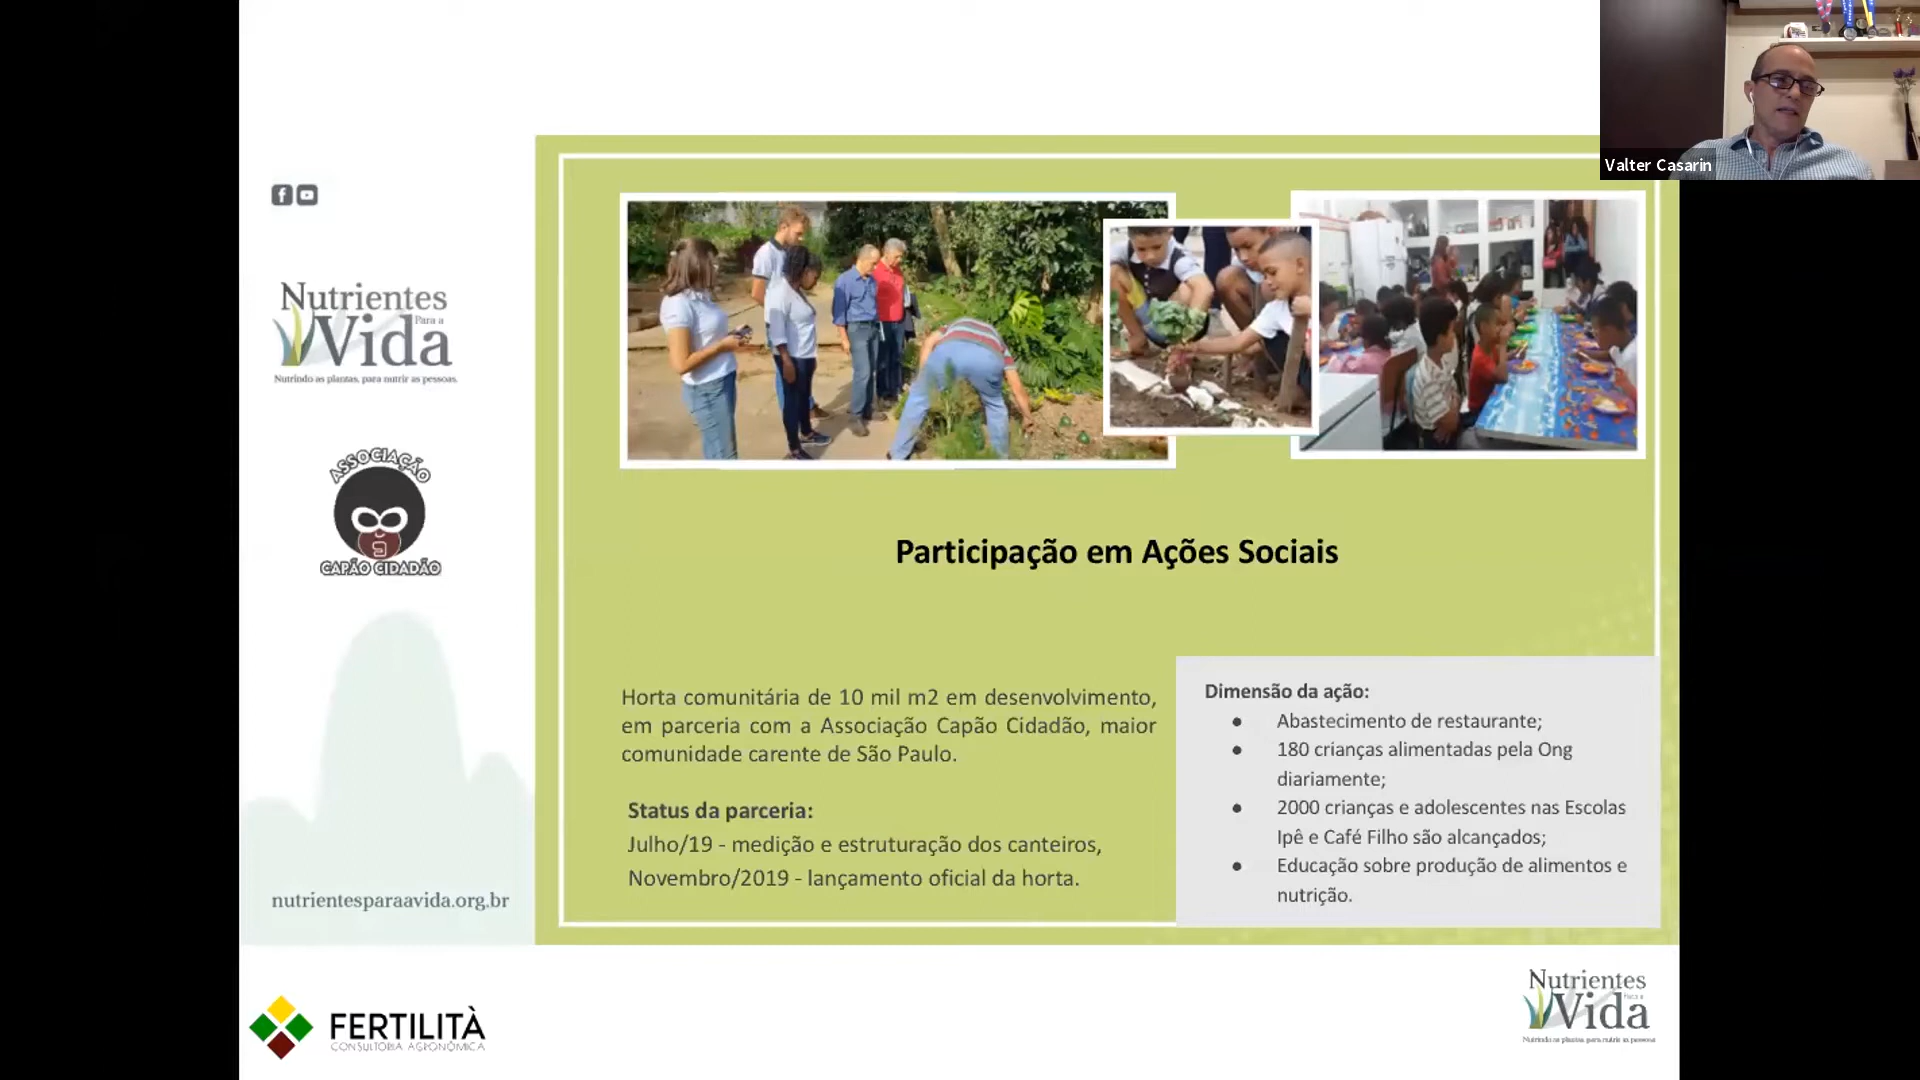 Valter Casarin
Nutrientes
Para a
Vida
Nutrindo as plantas, para nutrir as pessoas.
ASSOCIAÇÃO
CAPÃO CIDADÃO
nutrientesparaavida.org.br
Participação em Ações Sociais
Horta comunitária de 10 mil m2 em desenvolvimento,
em parceria com a Associação Capão Cidadão, maior
comunidade carente de São Paulo.
Status da parceria:
Julho/19 - medição e estruturação dos canteiros,
Novembro/2019 - lançamento oficial da horta.
Dimensão da ação:
● Abastecimento de restaurante;
● 180 crianças alimentadas pela Ong
diariamente;
● 2000 crianças e adolescentes nas Escolas
Ipê e Café Filho são alcançados;
● Educação sobre produção de alimentos e
nutrição.
FERTILITÀ
CONSULTORIA AGRONÔMICA
Nutrientes
Para a
Vida
Nutrindo as plantas, para nutrir as pessoas